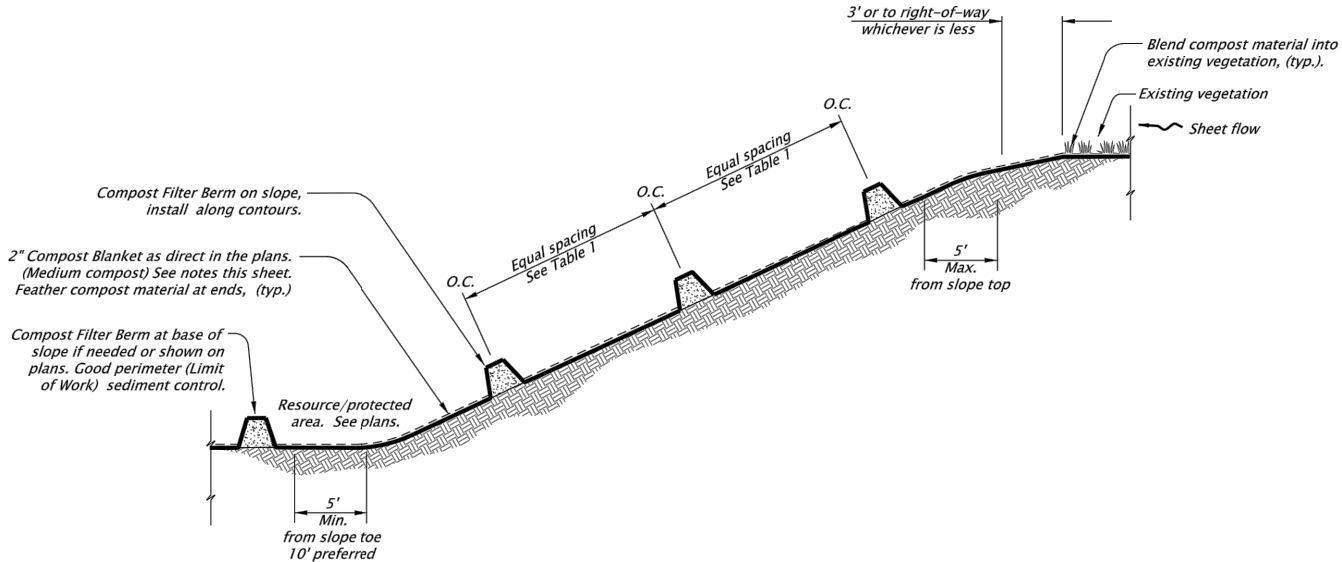 3' or to right-of-way
whichever is less
Blend compost material into
existing vegetation, (typ.).
Existing vegetation
Sheet flow
O.C.
Equal spacing
See Table 1
O.C.
Equal spacing
See Table 1
O.C.
Compost Filter Berm on slope,
install along contours.
2" Compost Blanket as direct in the plans.
(Medium compost) See notes this sheet.
Feather compost material at ends, (typ.)
5'
Max.
from slope top
Compost Filter Berm at base of
slope if needed or shown on
plans. Good perimeter (Limit
of Work) sediment control.
Resource/protected
area. See plans.
5'
Min.
from slope toe
10' preferred